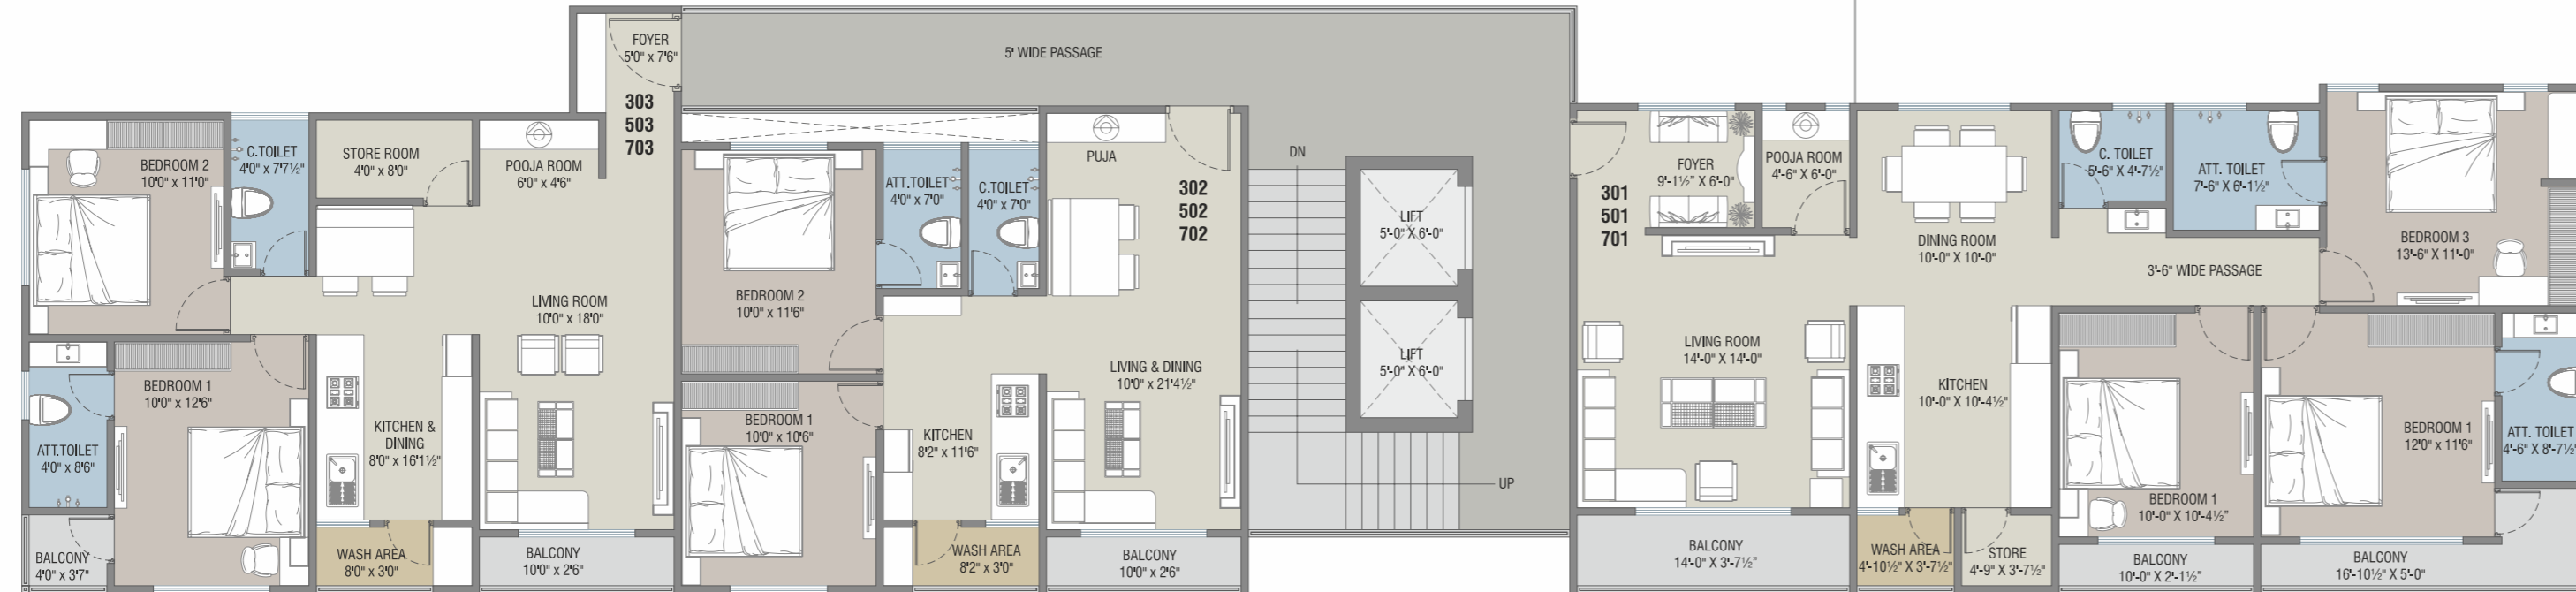 FOYER
5'0" x 7'6"
303
503
703
BEDROOM 2
10'0" x 11'0"
C.TOILET
4'0" x 7'7½"
STORE ROOM
4'0" x 8'0"
POOJA ROOM
6'0" x 4'6"
LIVING ROOM
10'0" x 18'0"
BEDROOM 1
10'0" x 12'6"
ATT.TOILET
4'0" x 8'6"
KITCHEN &
DINING
8'0" x 16'1½"
BALCONY
4'0" x 3'7"
WASH AREA
8'0" x 3'0"
BALCONY
10'0" x 2'6"
5' WIDE PASSAGE
PUJA
302
502
702
ATT.TOILET
4'0" x 7'0"
C.TOILET
4'0" x 7'0"
BEDROOM 2
10'0" x 11'6"
LIVING & DINING
10'0" x 21'4½"
BEDROOM 1
10'0" x 10'6"
KITCHEN
8'2" x 11'6"
WASH AREA
8'2" x 3'0"
BALCONY
10'0" x 2'6"
DN
LIFT
5'-0" X 6'-0"
LIFT
5'-0" X 6'-0"
UP
301
501
701
FOYER
9'-1½" X 6'-0"
POOJA ROOM
4'-6" X 6'-0"
DINING ROOM
10'-0" X 10'-0"
C. TOILET
5'-6" X 4'-7½"
ATT. TOILET
7'-6" X 6'-1½"
BEDROOM 3
13'-6" X 11'-0"
3'-6" WIDE PASSAGE
LIVING ROOM
14'-0" X 14'-0"
KITCHEN
10'-0" X 10'-4½"
BEDROOM 1
12'0" x 11'6"
ATT. TOILET
4'-6" X 8'-7½"
BEDROOM 1
10'-0" X 10'-4½"
BALCONY
14'-0" X 3'-7½"
WASH AREA
4'-10½" X 3'-7½"
STORE
4'-9" X 3'-7½"
BALCONY
10'-0" X 2'-1½"
BALCONY
16'-10½" X 5'-0"